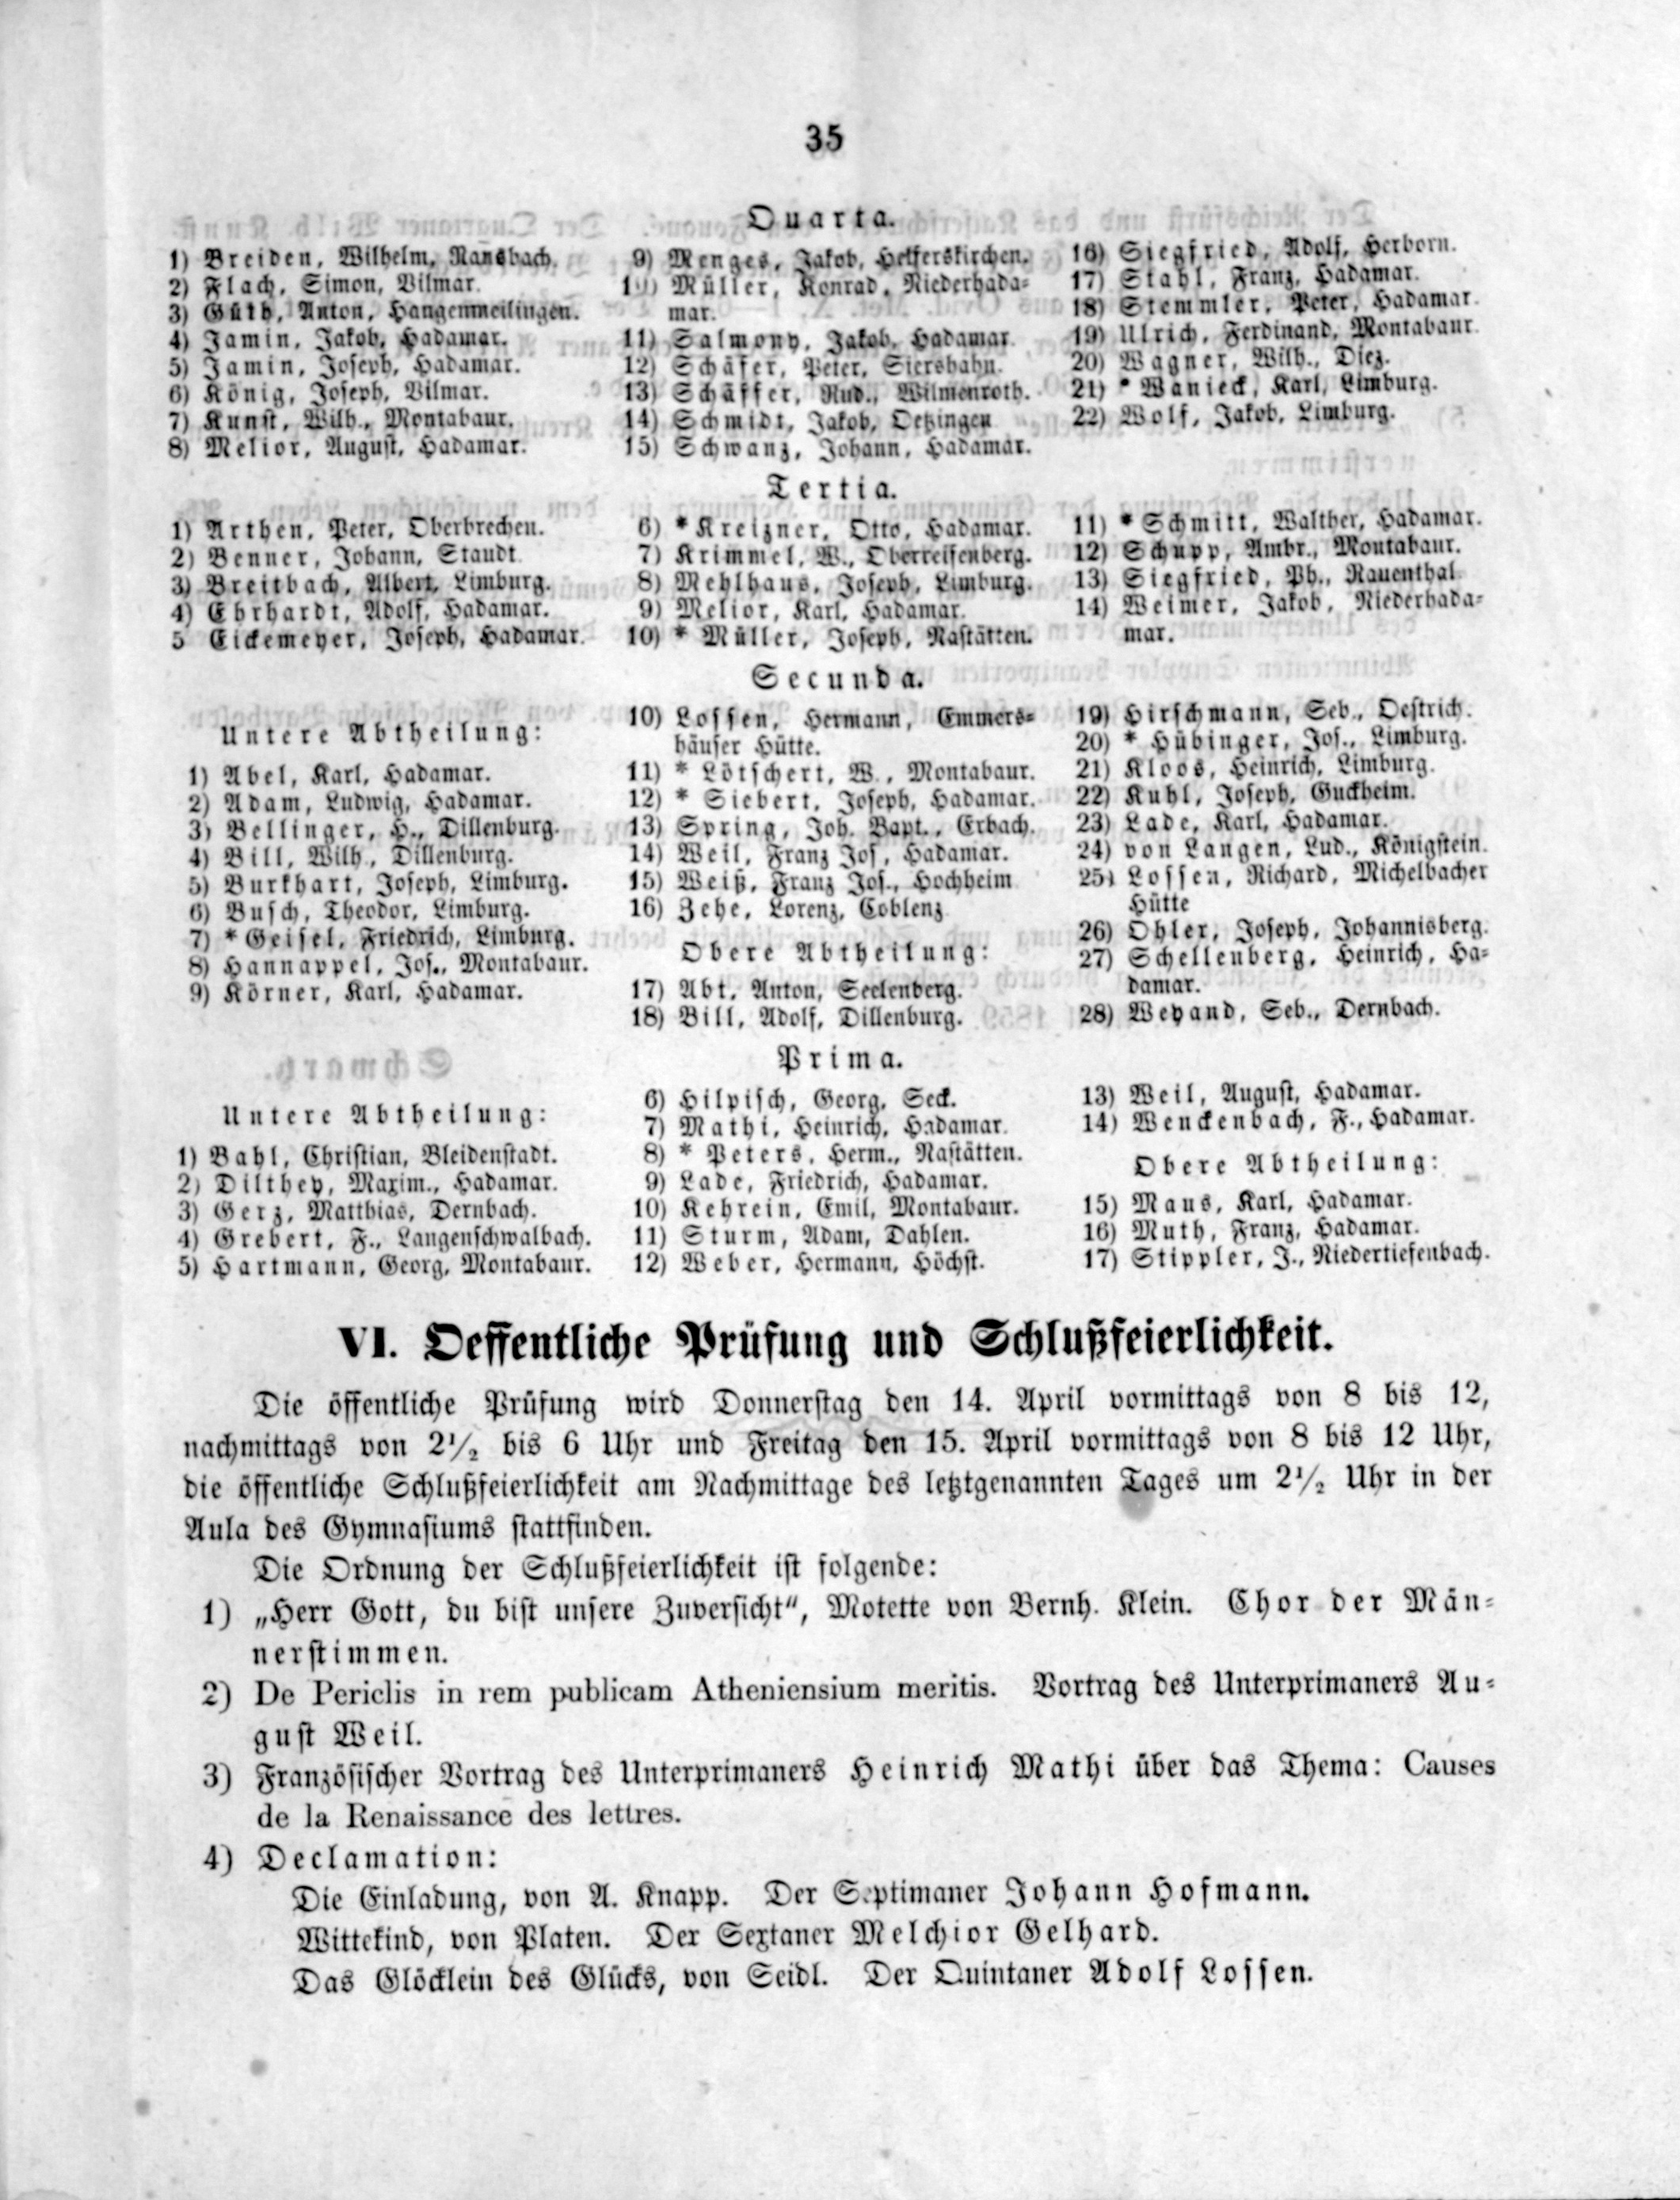 35
Quarta.
1) Breiden, Wilhelm, Ransbach.
2) Flach, Simon, Vilmar.
3) Güth, Anton, Hangenmeilingen.
4) Jamin, Jakob, Hadamar.
5) Jamin, Joseph, Hadamar.
6) König, Joseph, Vilmar.
7) Kunst, Wilh., Montabaur.
8) Melior, August, Hadamar.
9) Menges, Jakob, Helferskirchen.
10) Müller, Konrad, Niederhada-
mar.
11) Salmony, Jakob, Hadamar.
12) Schäfer, Peter, Siershahn.
13) Schäffer, Rud., Wilmenroth.
14) Schmidt, Jakob, Oetzingen
15) Schwanz, Johann, Hadamar.
16) Siegfried, Adolf, Herborn.
17) Stahl, Franz, Hadamar.
18) Stemmler, Peter, Hadamar.
19) Ulrich, Ferdinand, Montabaur.
20) Wagner, Wilh., Diez.
21) * Wanieck, Karl, Limburg.
22) Wolf, Jakob, Limburg.
Tertia.
1) Arthen, Peter, Oberbrechen.
2) Benner, Johann, Staudt
3) Breitbach, Albert, Limburg.
4) Ehrhardt, Adolf, Hadamar.
5 Eickemeyer, Joseph, Hadamar.
6) * Kreizner, Otto, Hadamar.
7) Krimmel, W., Oberreifenberg.
8) Mehlhaus, Joseph, Limburg.
9) Melior, Karl, Hadamar.
10) * Müller, Joseph, Nastätten.
11) * Schmitt, Walther, Hadamar.
12) Schupp, Ambr., Montabaur.
13) Siegfried, Ph., Rauenthal
14) Weimer, Jakob, Niederhada-
mar.
Secunda.
Untere Abtheilung:
1) Abel, Karl, Hadamar.
2) Adam, Ludwig, Hadamar.
3) Bellinger, H., Dillenburg.
4) Bill, Wilh., Dillenburg.
5) Burkhart, Joseph, Limburg.
6) Busch, Theodor, Limburg.
7) * Geisel, Friedrich, Limburg.
8) Hannappel, Jos., Montabaur.
9) Körner, Karl, Hadamar.
10) Lossen, Hermann, Emmers-
häuser Hütte.
11) * Lötschert, W., Montabaur.
12) * Siebert, Joseph, Hadamar.
13) Spring, Joh. Bapt., Erbach.
14) Weil, Franz Jos, Hadamar.
15) Weiß, Franz Jos., Hochheim
16) Zehe, Lorenz, Coblenz
Obere Abtheilung:
17) Abt, Anton, Seelenberg.
18) Bill, Adolf, Dillenburg.
19) Hirschmann, Seb., Oestrich.
20) * Hübinger, Jos., Limburg.
21) Kloos, Heinrich, Limburg.
22) Kuhl, Joseph, Guckheim.
23) Lade, Karl, Hadamar.
24) von Langen, Lud., Königstein.
25) Lossen, Richard, Michelbacher
Hütte
26) Ohler, Joseph, Johannisberg.
27) Schellenberg, Heinrich, Ha-
damar.
28) Weyand, Seb., Dernbach.
Prima.
Untere Abtheilung:
1) Bahl, Christian, Bleidenstadt.
2) Dilthey, Maxim., Hadamar.
3) Gerz, Matthias, Dernbach.
4) Grebert, F., Langenschwalbach.
5) Hartmann, Georg, Montabaur.
6) Hilpisch, Georg, Seck.
7) Mathi, Heinrich, Hadamar.
8) * Peters, Herm., Nastätten.
9) Lade, Friedrich, Hadamar.
10) Kehrein, Emil, Montabaur.
11) Sturm, Adam, Dahlen.
12) Weber, Hermann, Höchst.
13) Weil, August, Hadamar.
14) Wenckenbach, F., Hadamar.
Obere Abtheilung:
15) Maus, Karl, Hadamar.
16) Muth, Franz, Hadamar.
17) Stippler, J., Niedertiefenbach.
VI. Oeffentliche Prüfung und Schlußfeierlichkeit.
Die öffentliche Prüfung wird Donnerstag den 14. April vormittags von 8 bis 12,
nachmittags von 2½ bis 6 Uhr und Freitag den 15. April vormittags von 8 bis 12 Uhr,
die öffentliche Schlußfeierlichkeit am Nachmittage des letztgenannten Tages um 2½ Uhr in der
Aula des Gymnasiums stattfinden.
Die Ordnung der Schlußfeierlichkeit ist folgende:
1) „Herr Gott, du bist unsere Zuversicht“, Motette von Bernh. Klein. Chor der Män-
nerstimmen.
2) De Periclis in rem publicam Atheniensium meritis. Vortrag des Unterprimaners Au-
gust Weil.
3) Französischer Vortrag des Unterprimaners Heinrich Mathi über das Thema: Causes
de la Renaissance des lettres.
4) Declamation:
Die Einladung, von A. Knapp. Der Septimaner Johann Hofmann.
Wittekind, von Platen. Der Sextaner Melchior Gelhard.
Das Glöcklein des Glücks, von Seidl. Der Quintaner Adolf Lossen.